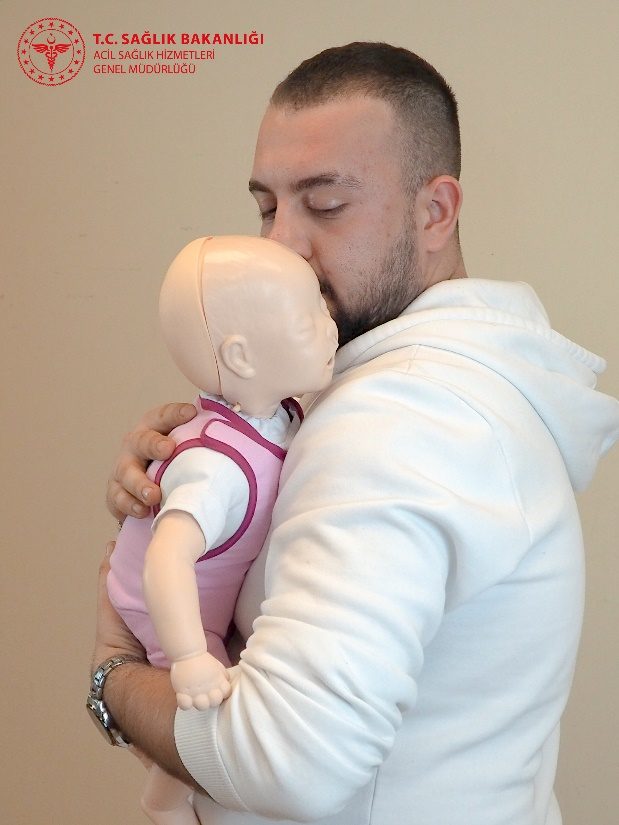 T.C. SAĞLIK BAKANLIĞI
ACİL SAĞLIK HİZMETLERİ
GENEL MÜDÜRLÜĞÜ